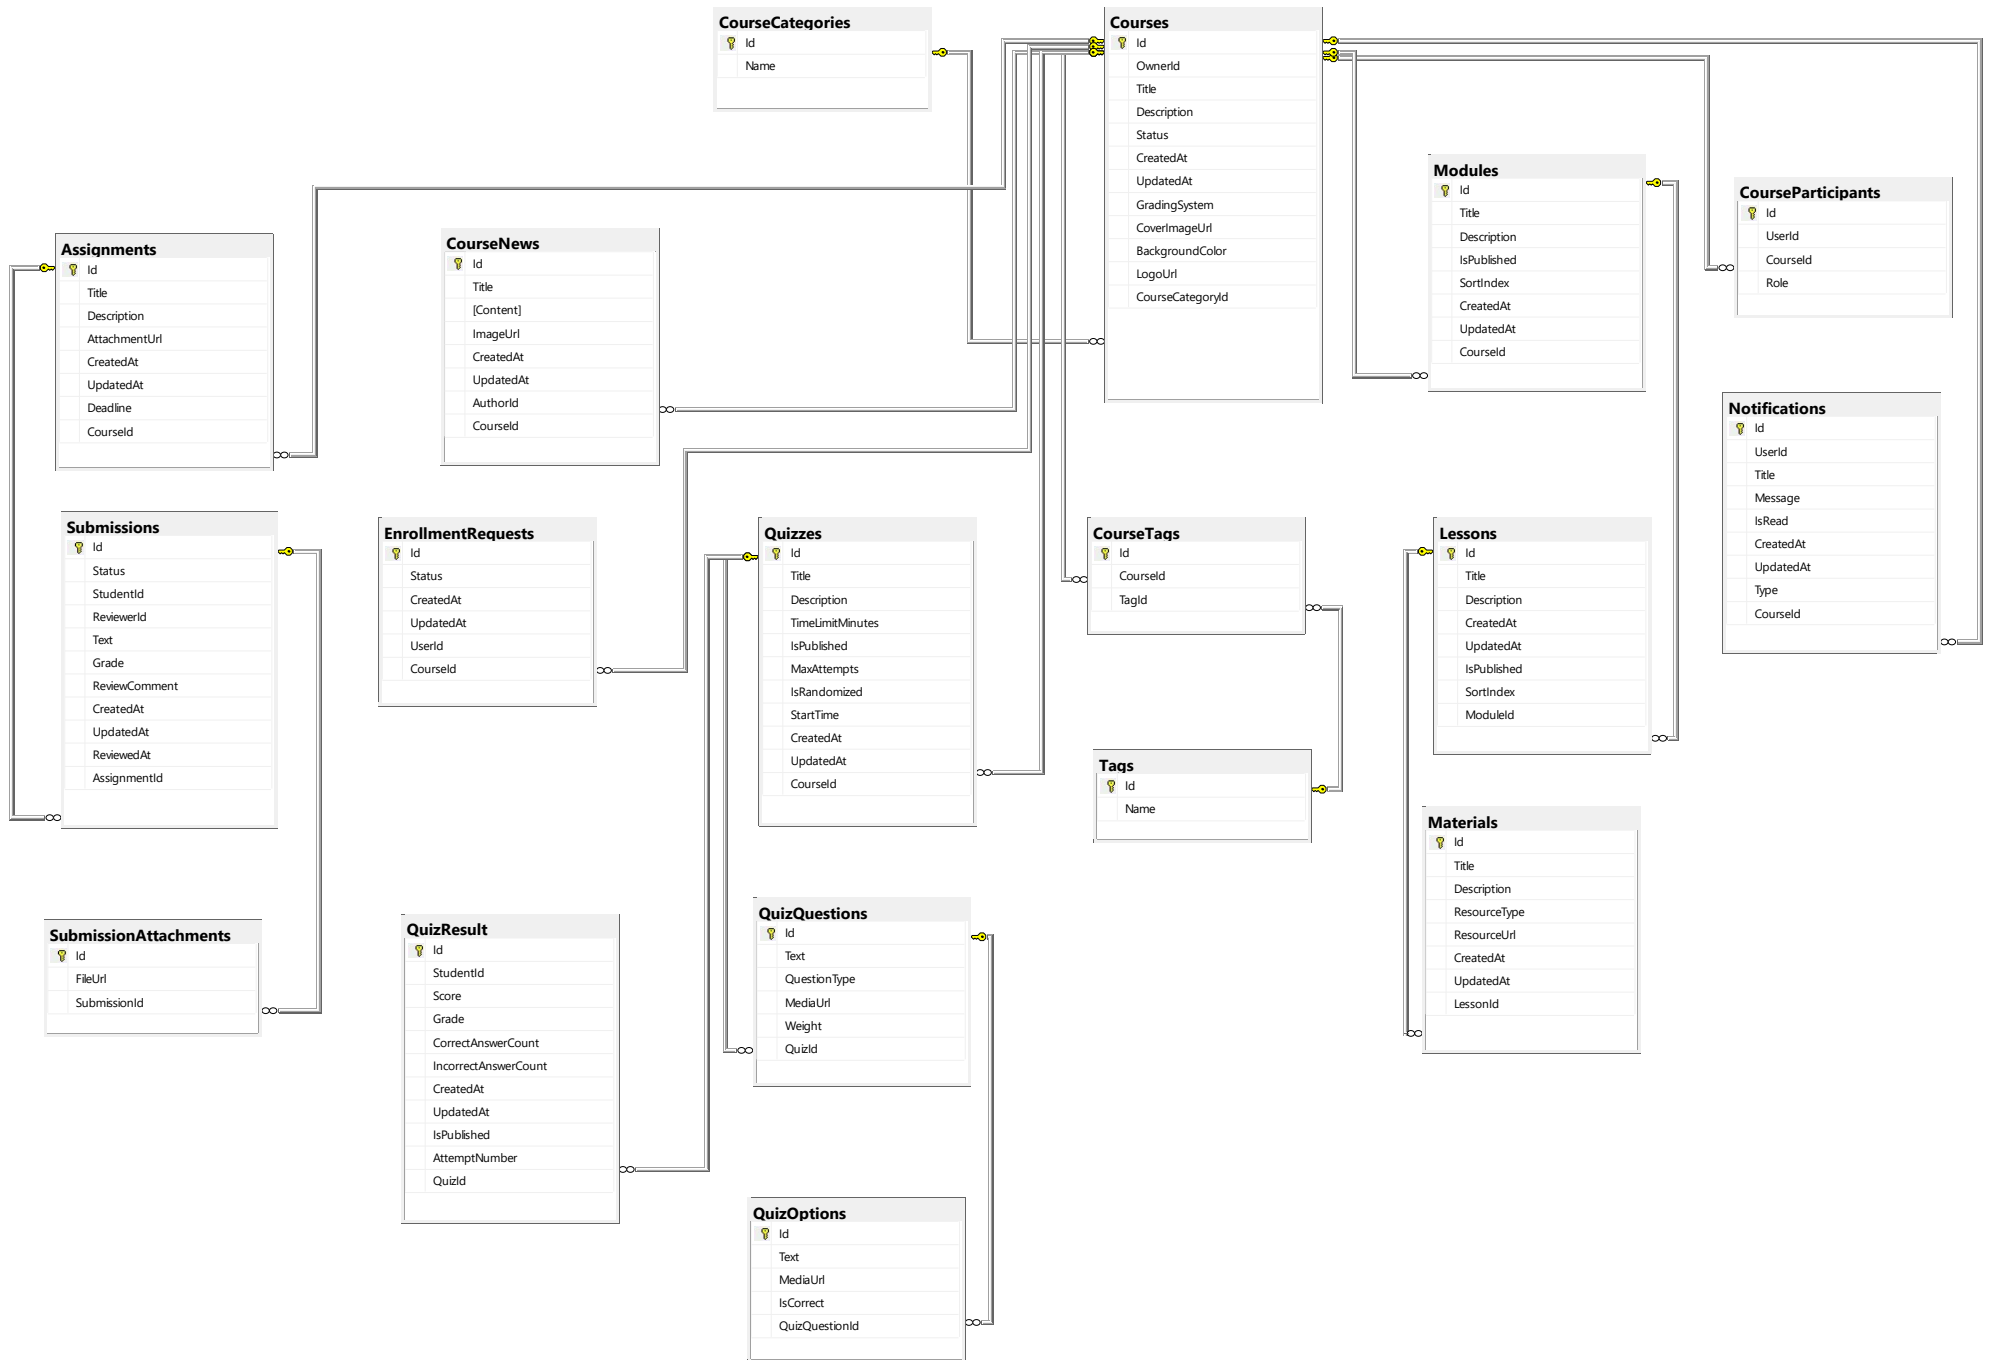 CourseCategories
Id
Name
Courses
Id
OwnerId
Title
Description
Status
CreatedAt
UpdatedAt
GradingSystem
CoverImageUrl
BackgroundColor
LogoUrl
CourseCategoryId
Modules
Id
Title
Description
IsPublished
SortIndex
CreatedAt
UpdatedAt
CourseId
CourseParticipants
Id
UserId
CourseId
Role
Assignments
Id
Title
Description
AttachmentUrl
CreatedAt
UpdatedAt
Deadline
CourseId
CourseNews
Id
Title
[Content]
ImageUrl
CreatedAt
UpdatedAt
AuthorId
CourseId
Notifications
Id
UserId
Title
Message
IsRead
CreatedAt
UpdatedAt
Type
CourseId
Submissions
Id
Status
StudentId
ReviewerId
Text
Grade
ReviewComment
CreatedAt
UpdatedAt
ReviewedAt
AssignmentId
EnrollmentRequests
Id
Status
CreatedAt
UpdatedAt
UserId
CourseId
Quizzes
Id
Title
Description
TimeLimitMinutes
IsPublished
MaxAttempts
IsRandomized
StartTime
CreatedAt
UpdatedAt
CourseId
CourseTags
Id
CourseId
TagId
Lessons
Id
Title
Description
CreatedAt
UpdatedAt
IsPublished
SortIndex
ModuleId
Tags
Id
Name
Materials
Id
Title
Description
ResourceType
ResourceUrl
CreatedAt
UpdatedAt
LessonId
SubmissionAttachments
Id
FileUrl
SubmissionId
QuizResult
Id
StudentId
Score
Grade
CorrectAnswerCount
IncorrectAnswerCount
CreatedAt
UpdatedAt
IsPublished
AttemptNumber
QuizId
QuizQuestions
Id
Text
QuestionType
MediaUrl
Weight
QuizId
QuizOptions
Id
Text
MediaUrl
IsCorrect
QuizQuestionId